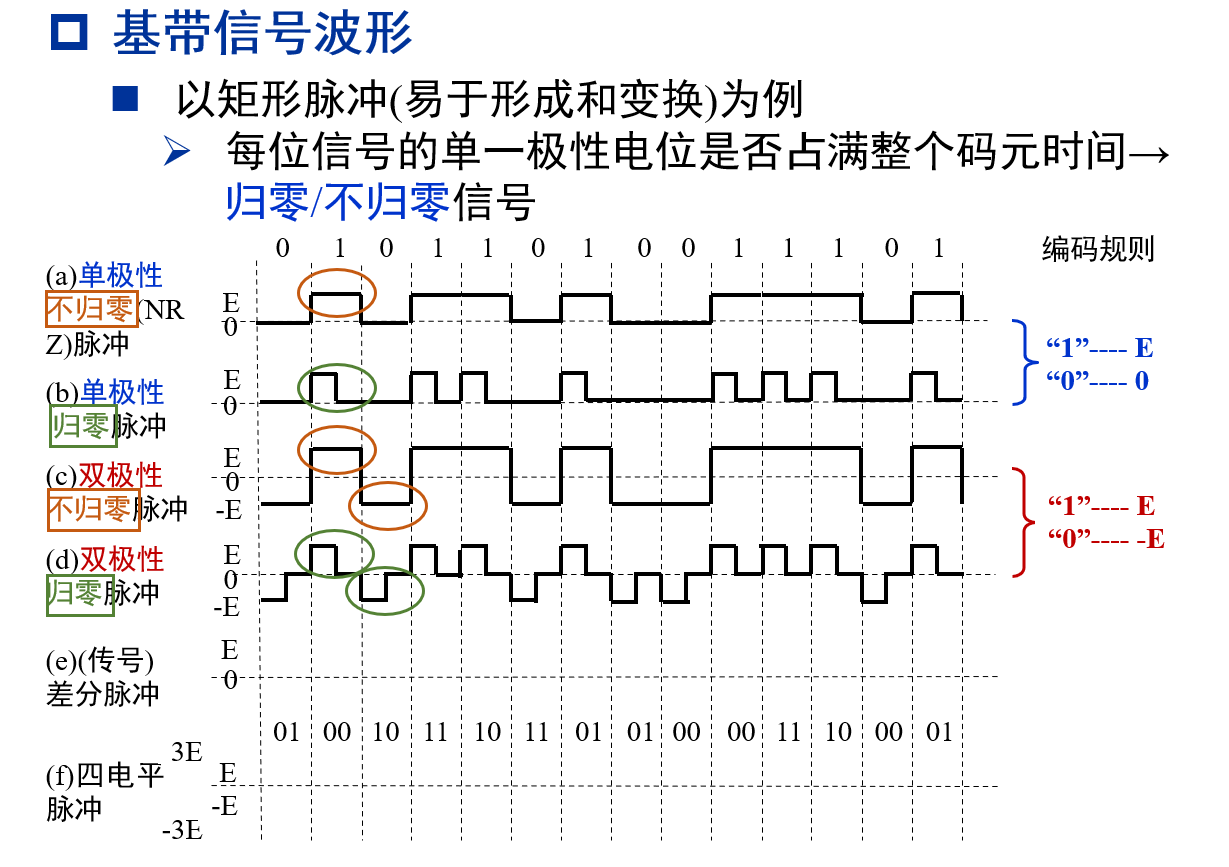 基带信号波形
以矩形脉冲(易于形成和变换)为例
每位信号的单一极性电位是否占满整个码元时间→
归零/不归零信号
0 1 0 1 1 0 1 0 0 1 1 1 0 1 编码规则
(a)单极性
不归零(NR
Z)脉冲
E
0
“1”---- E
“0”---- 0
(b)单极性
归零脉冲
E
0
(c)双极性
不归零脉冲
E
0
-E
“1”---- E
“0”---- -E
(d)双极性
归零脉冲
E
0
-E
(e)(传号)
差分脉冲
E
0
01 00 10 11 10 11 01 01 00 00 11 10 00 01
(f)四电平
脉冲
3E
E
-E
-3E